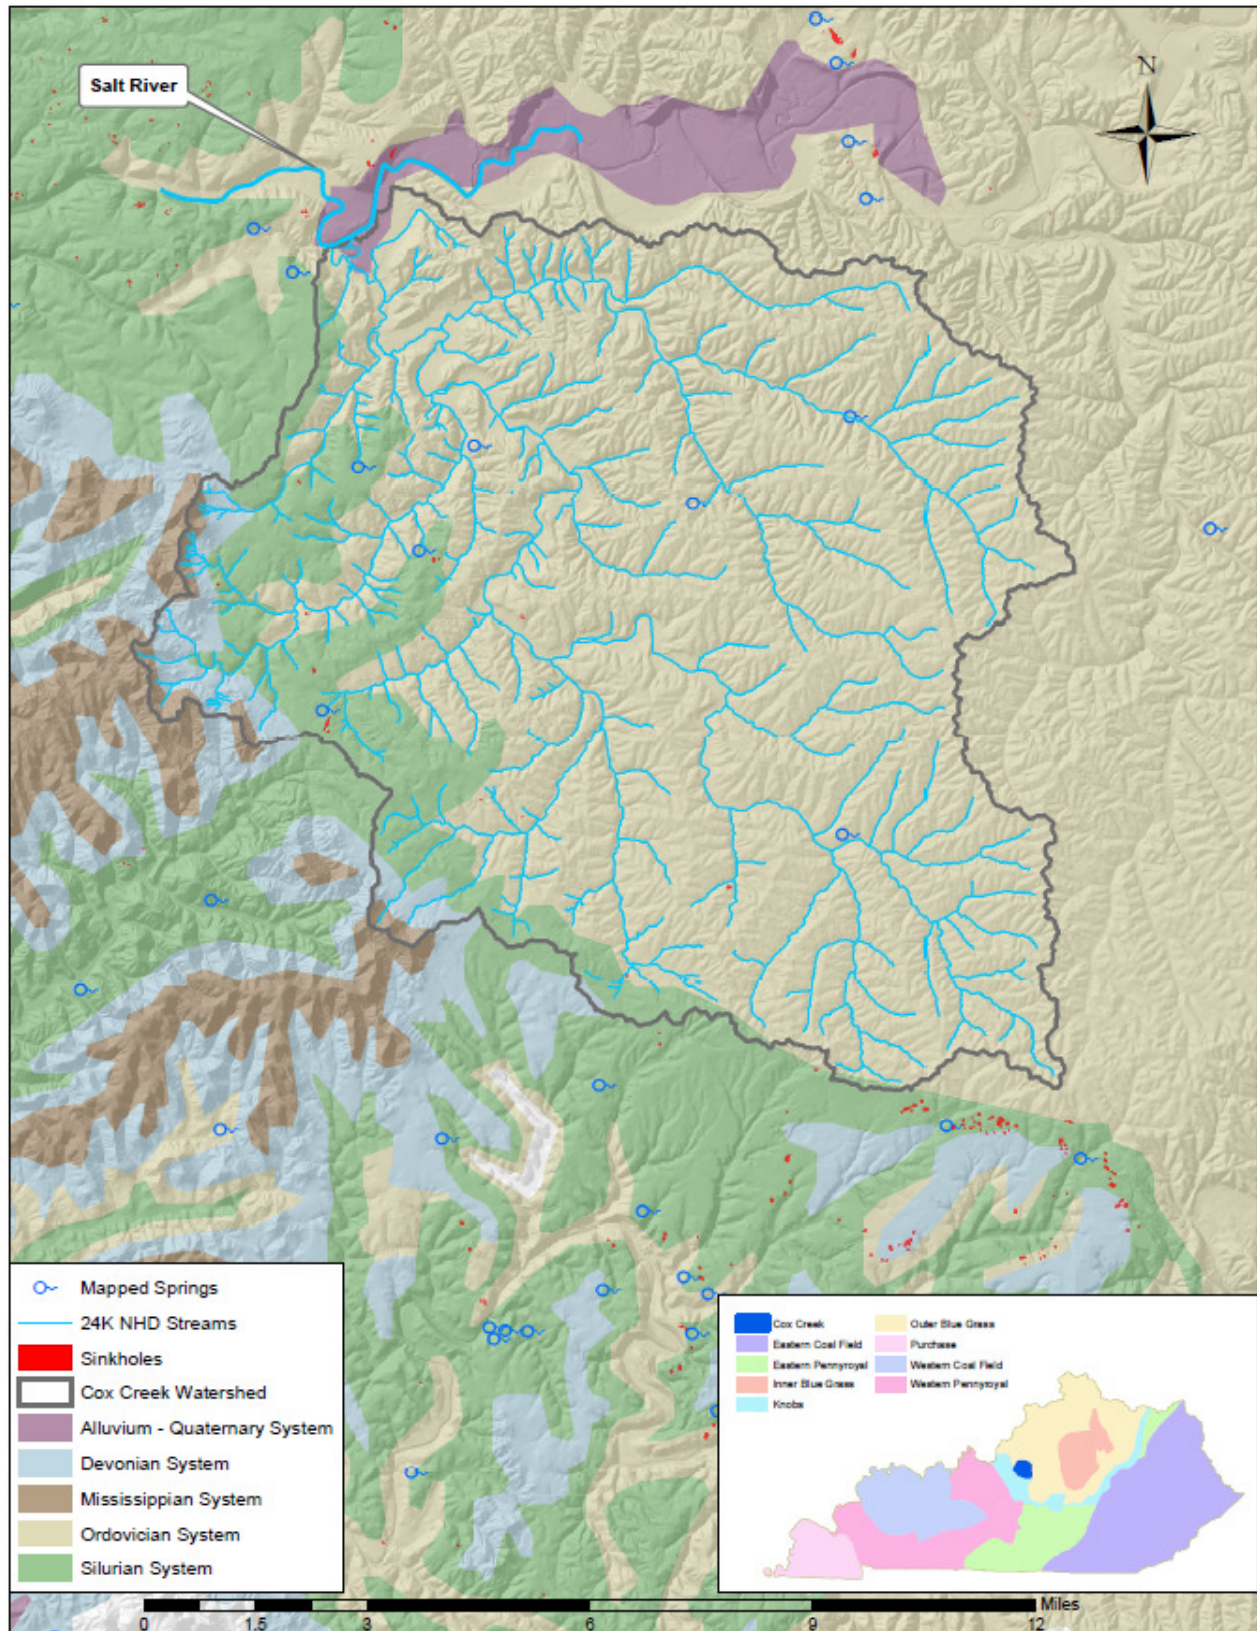 Salt River
N
Mapped Springs
24K NHD Streams
Sinkholes
Cox Creek Watershed
Alluvium - Quaternary System
Devonian System
Mississippian System
Ordovician System
Silurian System
Cox Creek
Outer Blue Grass
Eastern Coal Field
Purchase
Eastern Pennyroyal
Western Coal Field
Inner Blue Grass
Western Pennyroyal
Knobs
Miles
0 1.5 3 6 9 12